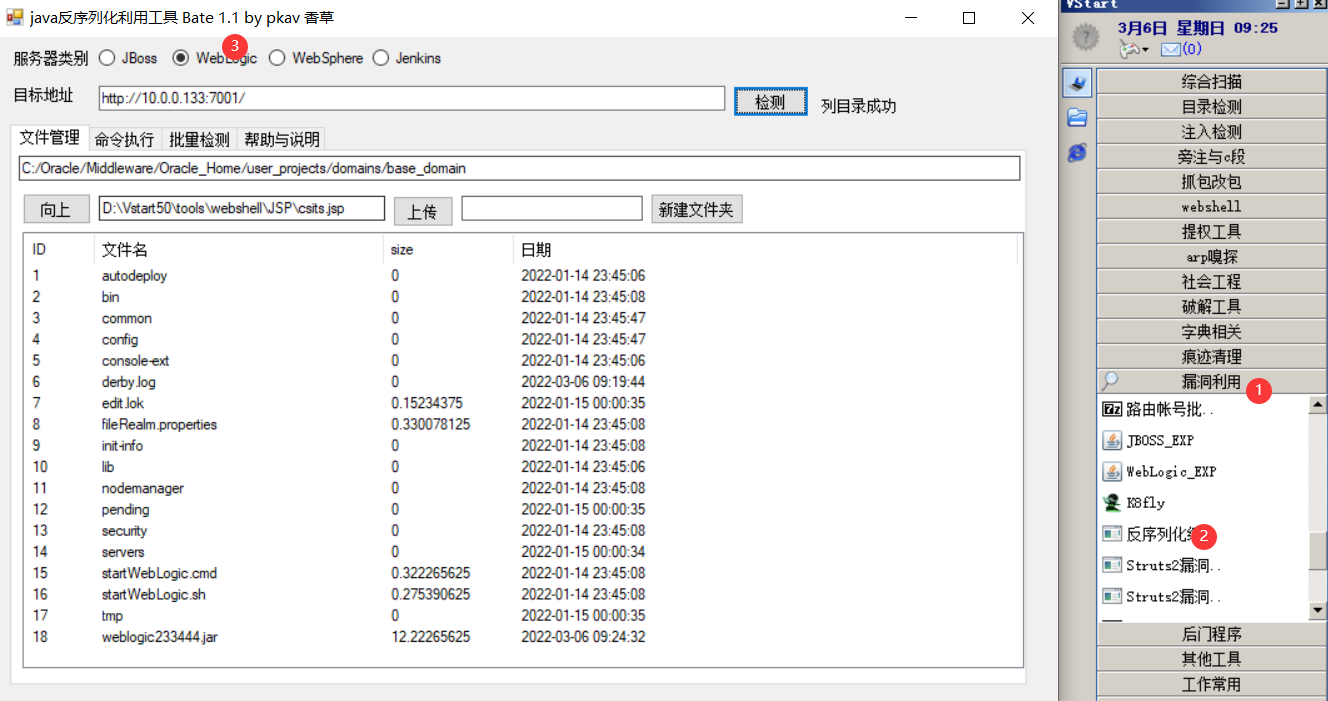 java反序列化利用工具 Bate 1.1 by pkav 香草
服务器类别 JBoss WebLogic WebSphere Jenkins
3
目标地址 http://10.0.0.133:7001/ 检测 列目录成功
文件管理 命令执行 批量检测 帮助与说明
C:/Oracle/Middleware/Oracle_Home/user_projects/domains/base_domain
向上 D:\Vstart50\tools\webshell\JSP\csits.jsp 上传 新建文件夹
ID 文件名 size 日期
1 autodeploy 0 2022-01-14 23:45:06
2 bin 0 2022-01-14 23:45:08
3 common 0 2022-01-14 23:45:47
4 config 0 2022-01-14 23:45:47
5 console-ext 0 2022-01-14 23:45:06
6 derby.log 0 2022-03-06 09:19:44
7 edit.lok 0.15234375 2022-01-15 00:00:35
8 fileRealm.properties 0.330078125 2022-01-14 23:45:08
9 init-info 0 2022-01-14 23:45:08
10 lib 0 2022-01-14 23:45:06
11 nodemanager 0 2022-01-14 23:45:08
12 pending 0 2022-01-15 00:00:35
13 security 0 2022-01-14 23:45:08
14 servers 0 2022-01-15 00:00:34
15 startWebLogic.cmd 0.322265625 2022-01-14 23:45:08
16 startWebLogic.sh 0.275390625 2022-01-14 23:45:08
17 tmp 0 2022-01-15 00:00:35
18 weblogic233444.jar 12.22265625 2022-03-06 09:24:32
VStart
3月6日 星期日 09:25
(0)
综合扫描
目录检测
注入检测
旁注与c段
抓包改包
webshell
提权工具
arp嗅探
社会工程
破解工具
字典相关
痕迹清理
漏洞利用
1
路由帐号批..
JBOSS_EXP
WebLogic_EXP
K8fly
反序列化
2
Struts2漏洞..
Struts2漏洞..
后门程序
其他工具
工作常用